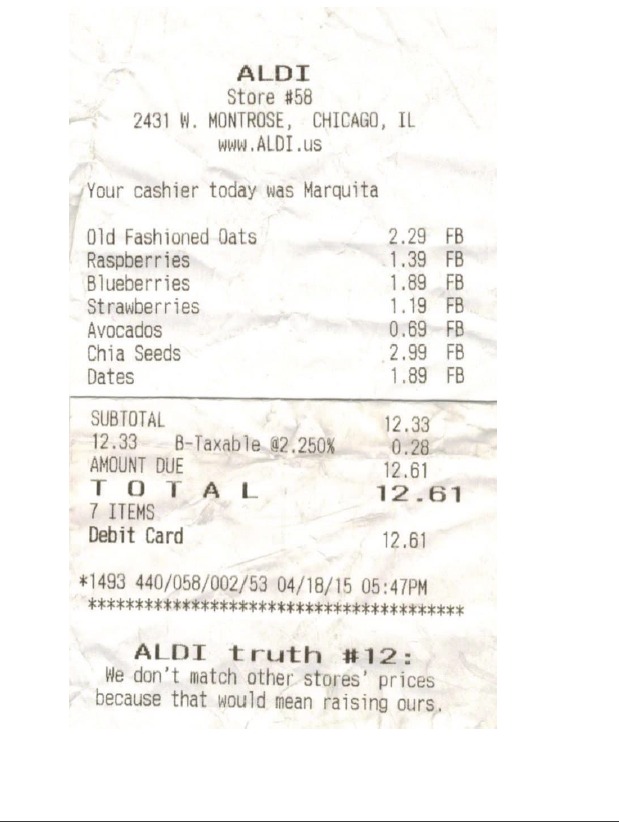 ALDI
Store #58
2431 W. MONTROSE, CHICAGO, IL
www.ALDI.us
Your cashier today was Marquita
Old Fashioned Oats 2.29 FB
Raspberries 1.39 FB
Blueberries 1.89 FB
Strawberries 1.19 FB
Avocados 0.69 FB
Chia Seeds 2.99 FB
Dates 1.89 FB
SUBTOTAL 12.33
12.33 B-Taxable @2.250% 0.28
AMOUNT DUE 12.61
T O T A L 12.61
7 ITEMS
Debit Card 12.61
*1493 440/058/002/53 04/18/15 05:47PM
****************************************
ALDI truth #12:
We don't match other stores' prices
because that would mean raising ours.